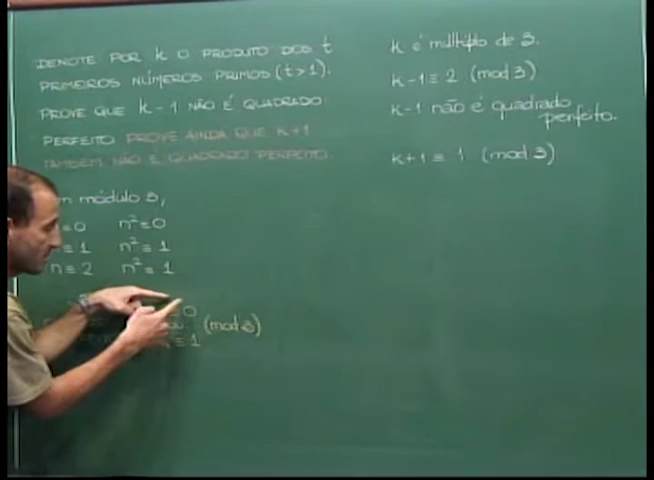 DENOTE POR k O PRODUTO DOS t
PRIMEIROS NÚMEROS PRIMOS (t>1).
PROVE QUE k-1 NÃO É QUADRADO
PERFEITO PROVE AINDA QUE k+1
TAMBÉM NÃO É QUADRADO PERFEITO.
módulo 3,
≡0 n²≡0
≡1 n²≡1
n≡2 n²≡1
≡0
(mod 3)
≡1
k é múltiplo de 3.
k-1≡2 (mod 3)
k-1 não é quadrado
perfeito.
k+1≡1 (mod 3)